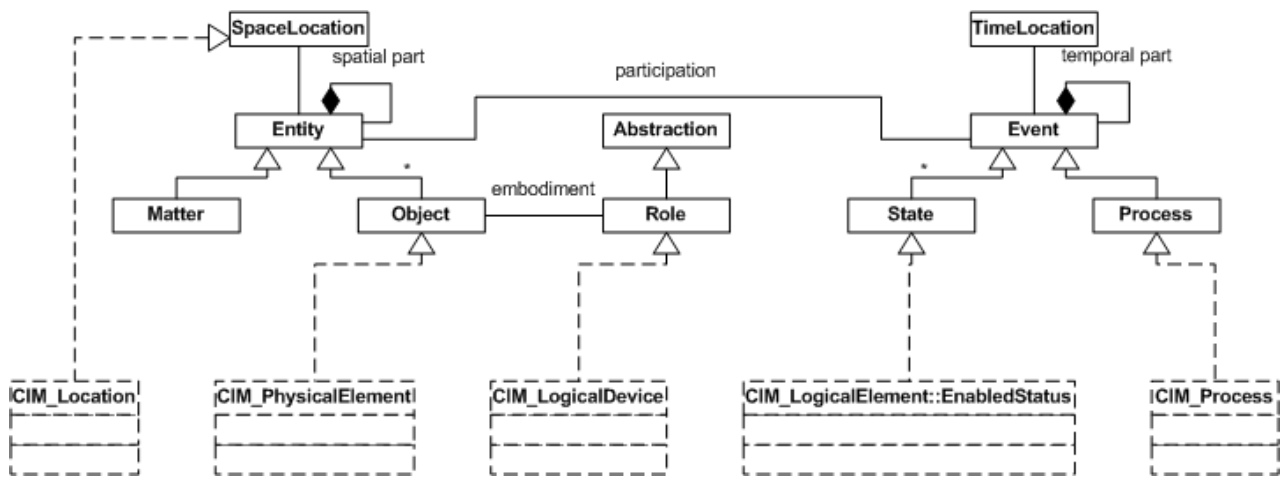 SpaceLocation
TimeLocation
spatial part
temporal part
participation
Entity
Abstraction
Event
*
*
embodiment
Matter
Object
Role
State
Process
CIM_Location
CIM_PhysicalElement
CIM_LogicalDevice
CIM_LogicalElement::EnabledStatus
CIM_Process